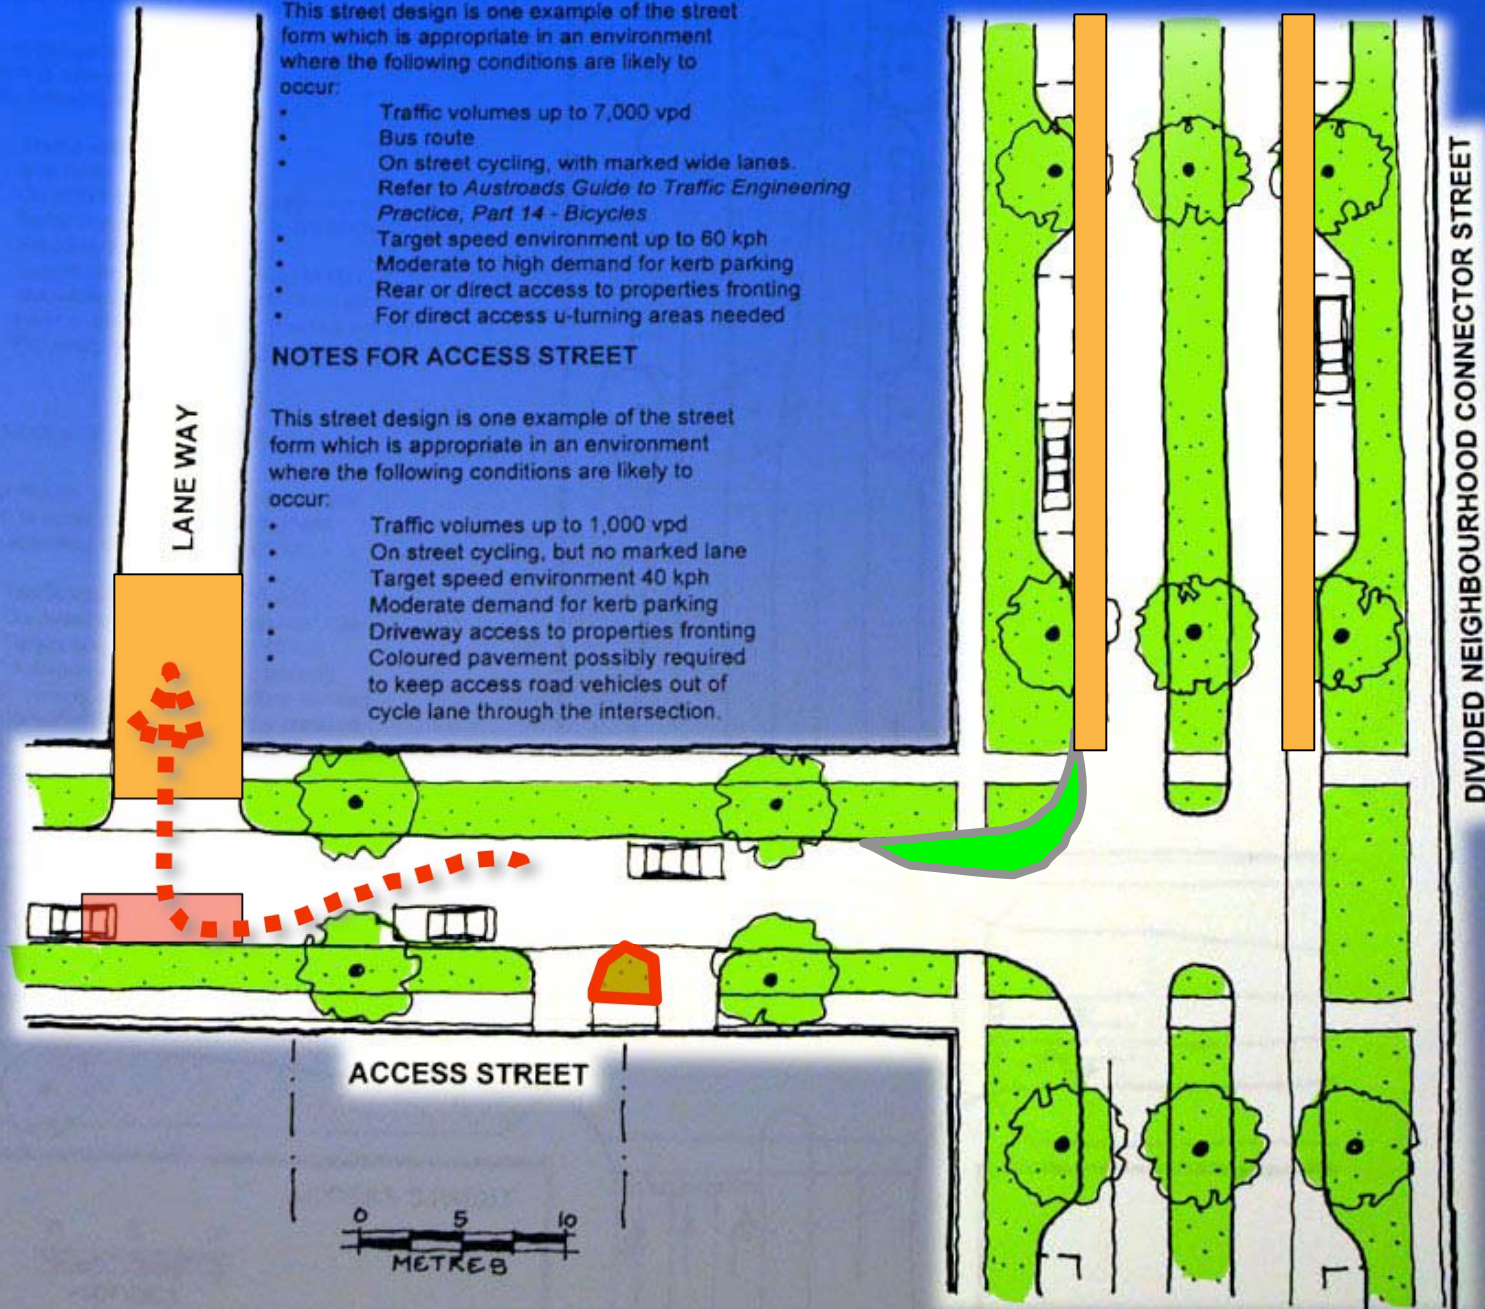 This street design is one example of the street
form which is appropriate in an environment
where the following conditions are likely to
occur:
• Traffic volumes up to 7,000 vpd
• Bus route
• On street cycling, with marked wide lanes.
Refer to Austroads Guide to Traffic Engineering
Practice, Part 14 - Bicycles
• Target speed environment up to 60 kph
• Moderate to high demand for kerb parking
• Rear or direct access to properties fronting
• For direct access u-turning areas needed
NOTES FOR ACCESS STREET
This street design is one example of the street
form which is appropriate in an environment
where the following conditions are likely to
occur:
• Traffic volumes up to 1,000 vpd
• On street cycling, but no marked lane
• Target speed environment 40 kph
• Moderate demand for kerb parking
• Driveway access to properties fronting
• Coloured pavement possibly required
to keep access road vehicles out of
cycle lane through the intersection.
LANE WAY
DIVIDED NEIGHBOURHOOD CONNECTOR STREET
ACCESS STREET
0 5 10
METRES